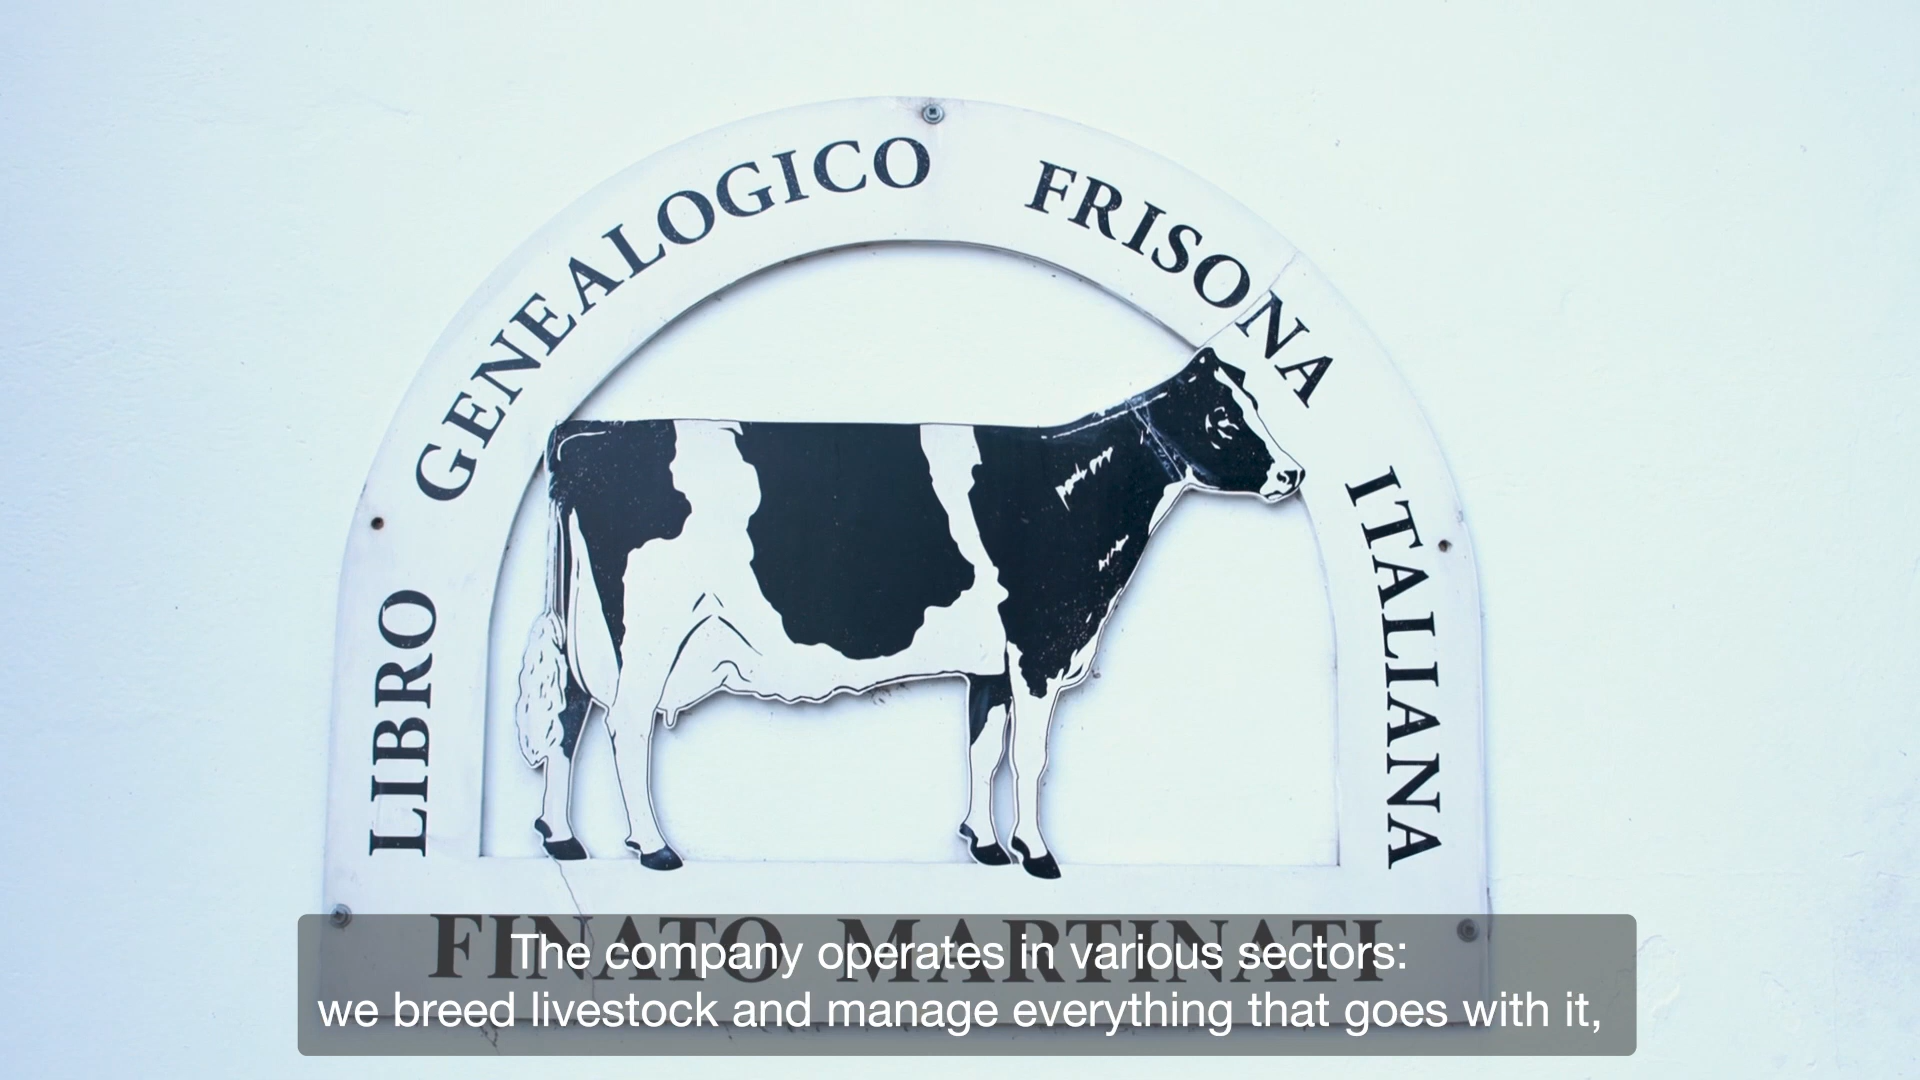 LIBRO GENEALOGICO FRISONA ITALIANA
FINATO MARTINATI
The company operates in various sectors:
we breed livestock and manage everything that goes with it,